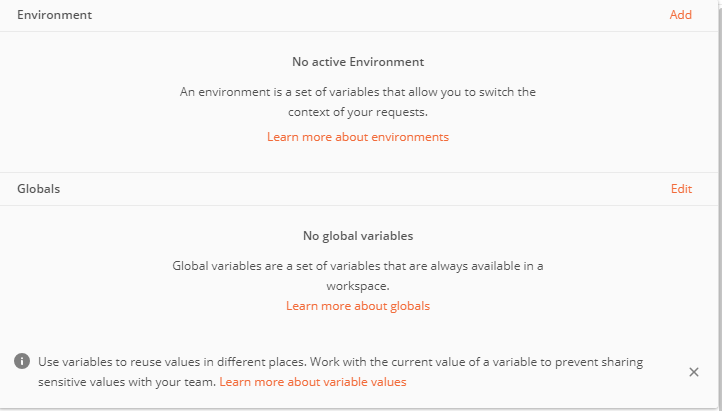 Environment Add
No active Environment
An environment is a set of variables that allow you to switch the
context of your requests.
Learn more about environments
Globals Edit
No global variables
Global variables are a set of variables that are always available in a
workspace.
Learn more about globals
Use variables to reuse values in different places. Work with the current value of a variable to prevent sharing
sensitive values with your team. Learn more about variable values